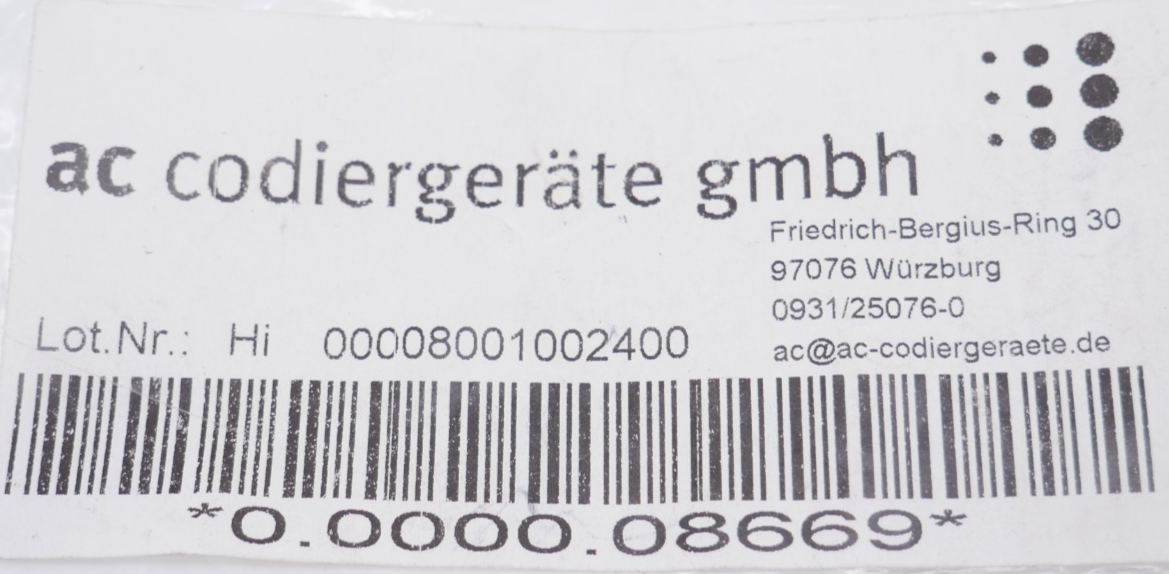 ac codiergeräte gmbh
Friedrich-Bergius-Ring 30
97076 Würzburg
0931/25076-0
ac@ac-codiergeraete.de
Lot.Nr.: Hi 00008001002400
*0.0000.08669*